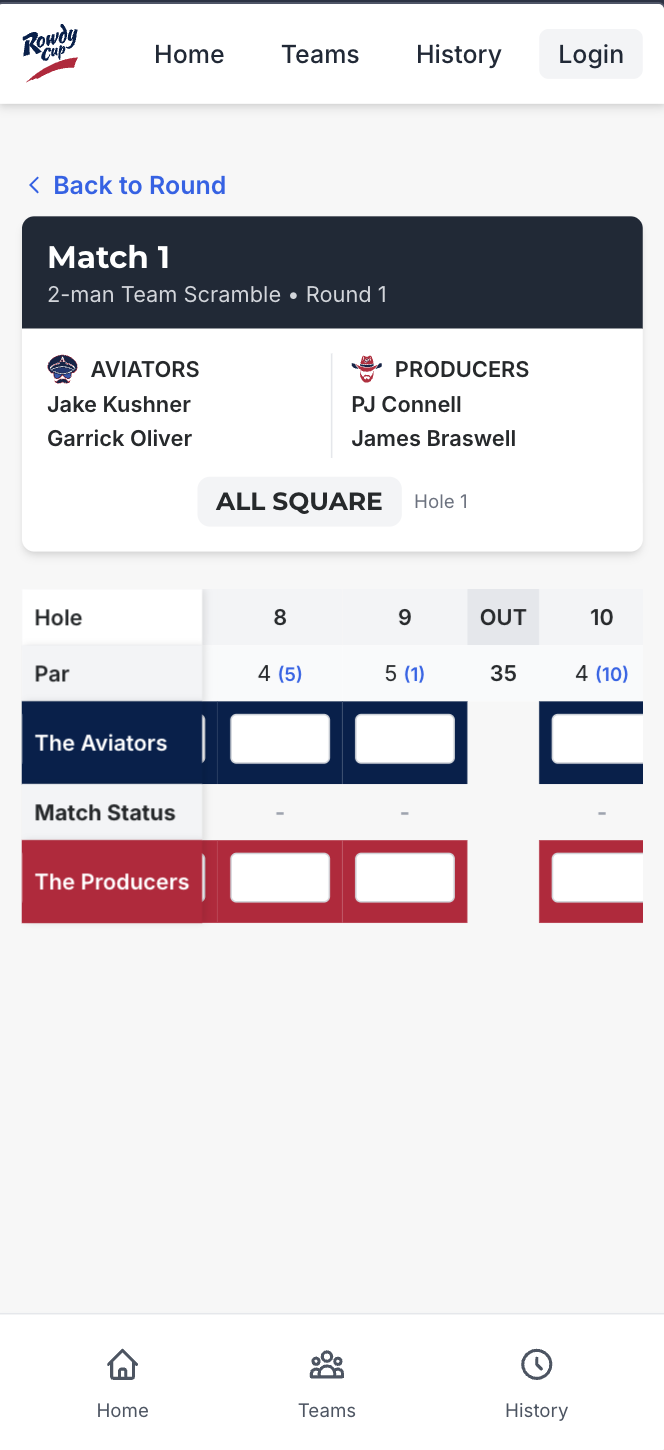 Rowdy
Cup
Home Teams History Login
Back to Round
Match 1
2-man Team Scramble • Round 1
AVIATORS PRODUCERS
Jake Kushner PJ Connell
Garrick Oliver James Braswell
ALL SQUARE Hole 1
Hole 8 9 OUT 10
Par 4 (5) 5 (1) 35 4 (10)
The Aviators
Match Status - - -
The Producers
Home Teams History